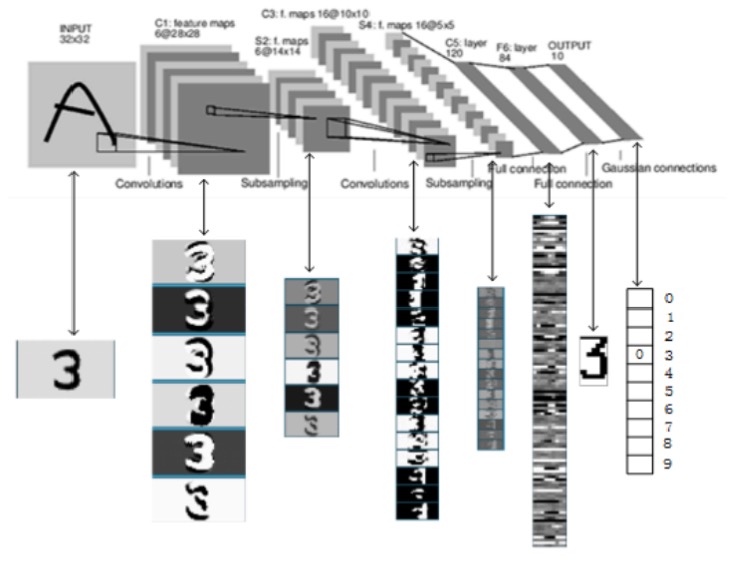 INPUT
32x32
C1: feature maps
6@28x28
C3: f. maps 16@10x10
S2: f. maps
6@14x14
S4: f. maps 16@5x5
C5: layer
120
F6: layer
84
OUTPUT
10
A
Convolutions
Subsampling
Convolutions
Subsampling
Full connection
Full connection
Gaussian connections
3
3
0
0
1
2
3
4
5
6
7
8
9